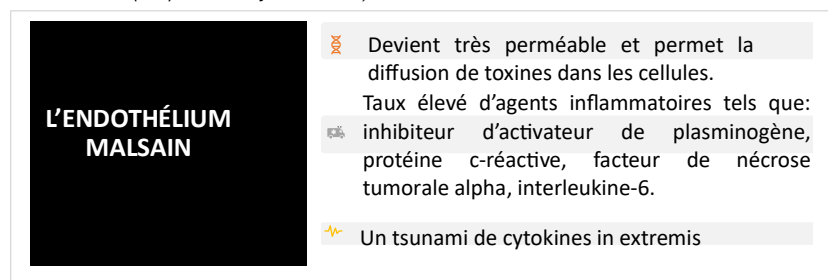 L’ENDOTHÉLIUM
MALSAIN
Devient très perméable et permet la
diffusion de toxines dans les cellules.
Taux élevé d’agents inflammatoires tels que:
inhibiteur d’activateur de plasminogène,
protéine c-réactive, facteur de nécrose
tumorale alpha, interleukine-6.
Un tsunami de cytokines in extremis